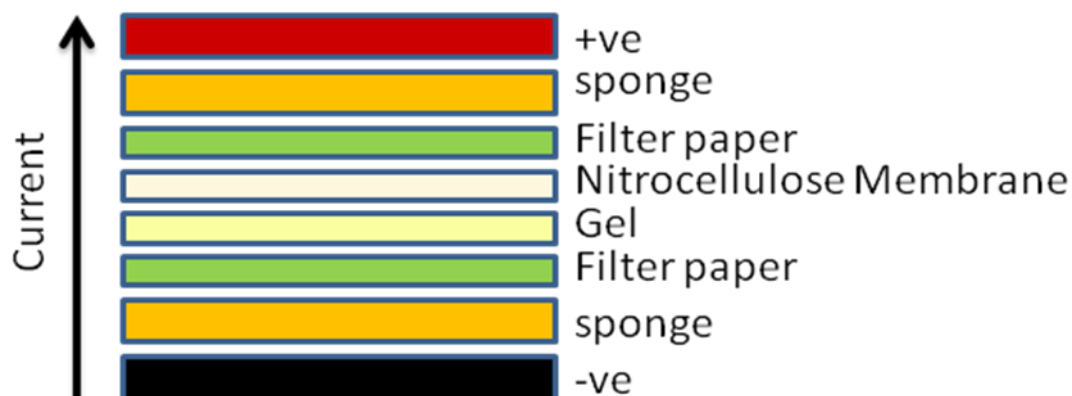 +ve
sponge
Filter paper
Nitrocellulose Membrane
Gel
Filter paper
sponge
-ve
Current